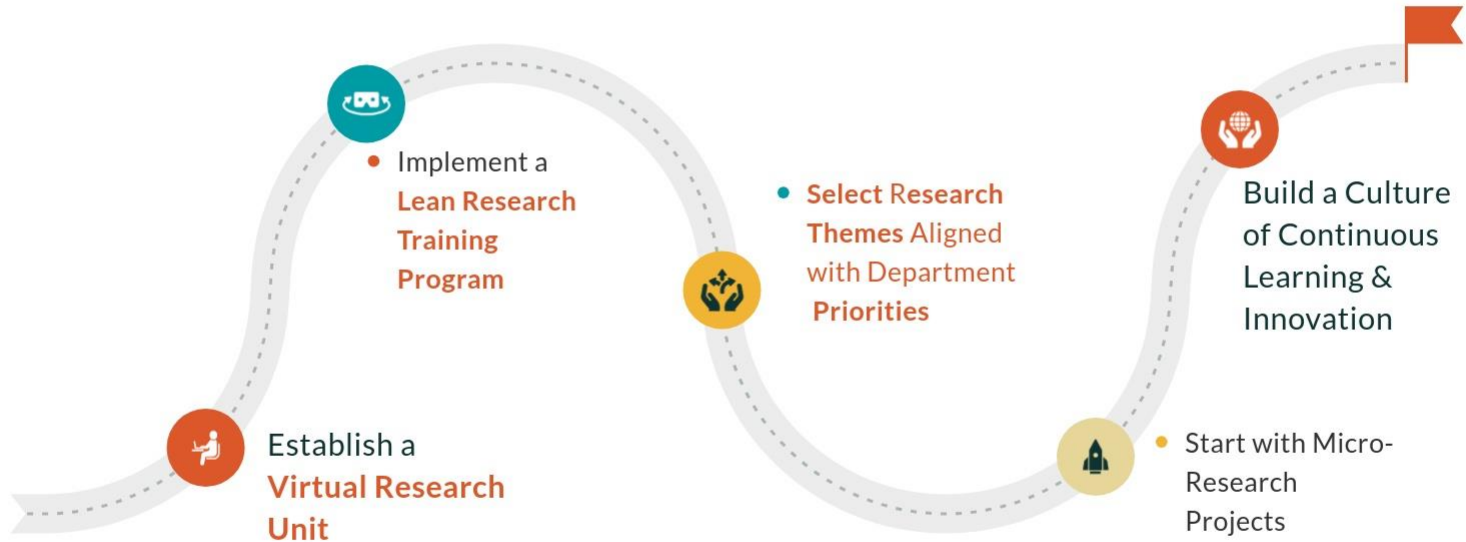 Establish a
Virtual Research
Unit
• Implement a
Lean Research
Training
Program
• Select Research
Themes Aligned
with Department
Priorities
• Start with Micro-
Research
Projects
Build a Culture
of Continuous
Learning &
Innovation